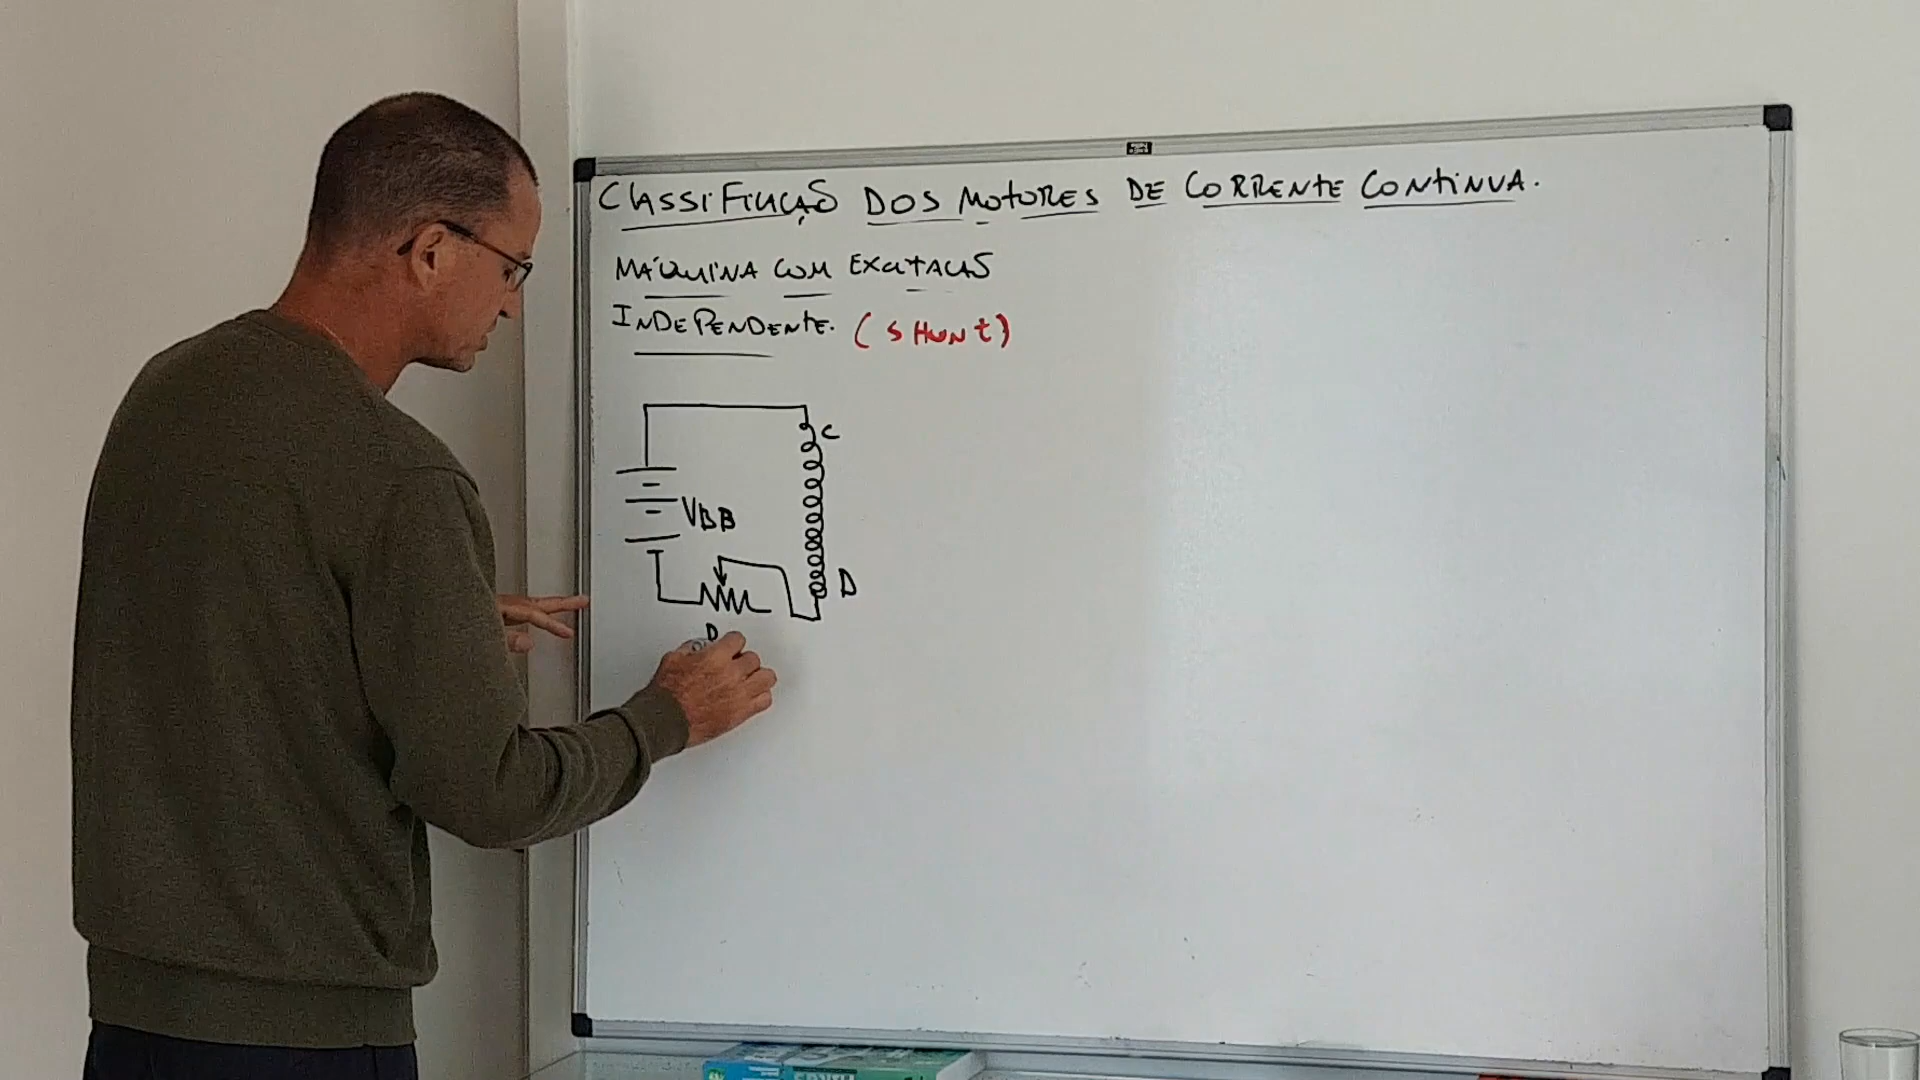 CLASSIFICAÇÃO DOS MOTORES DE CORRENTE CONTINUA.
MÁQUINA COM EXCITAÇÃO
INDEPENDENTE. (SHUNT)
C
VBB
D